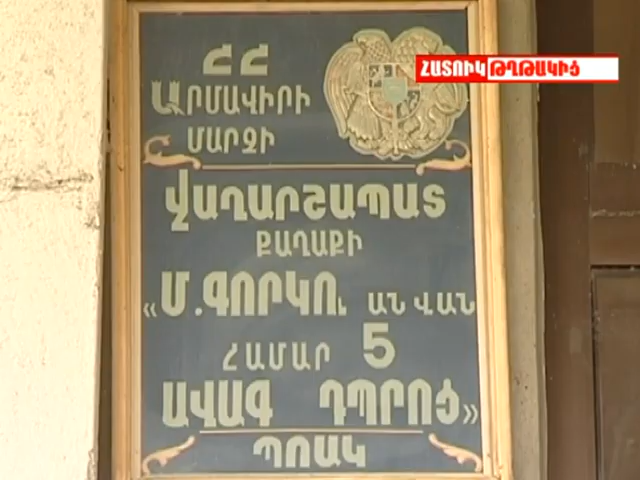 ՀՀ
ԱՐՄԱՎԻՐԻ
ՄԱՐԶԻ
ՀԱՏՈՒԿ ԹՂԹԱԿԻՑ
ՎԱՂԱՐՇԱՊԱՏ
ՔԱՂԱՔԻ
«Մ.ԳՈՐԿՈւ ԱՆՎԱՆ
ՀԱՄԱՐ 5
ԱՎԱԳ ԴՊՐՈՑ»
ՊՈԱԿ